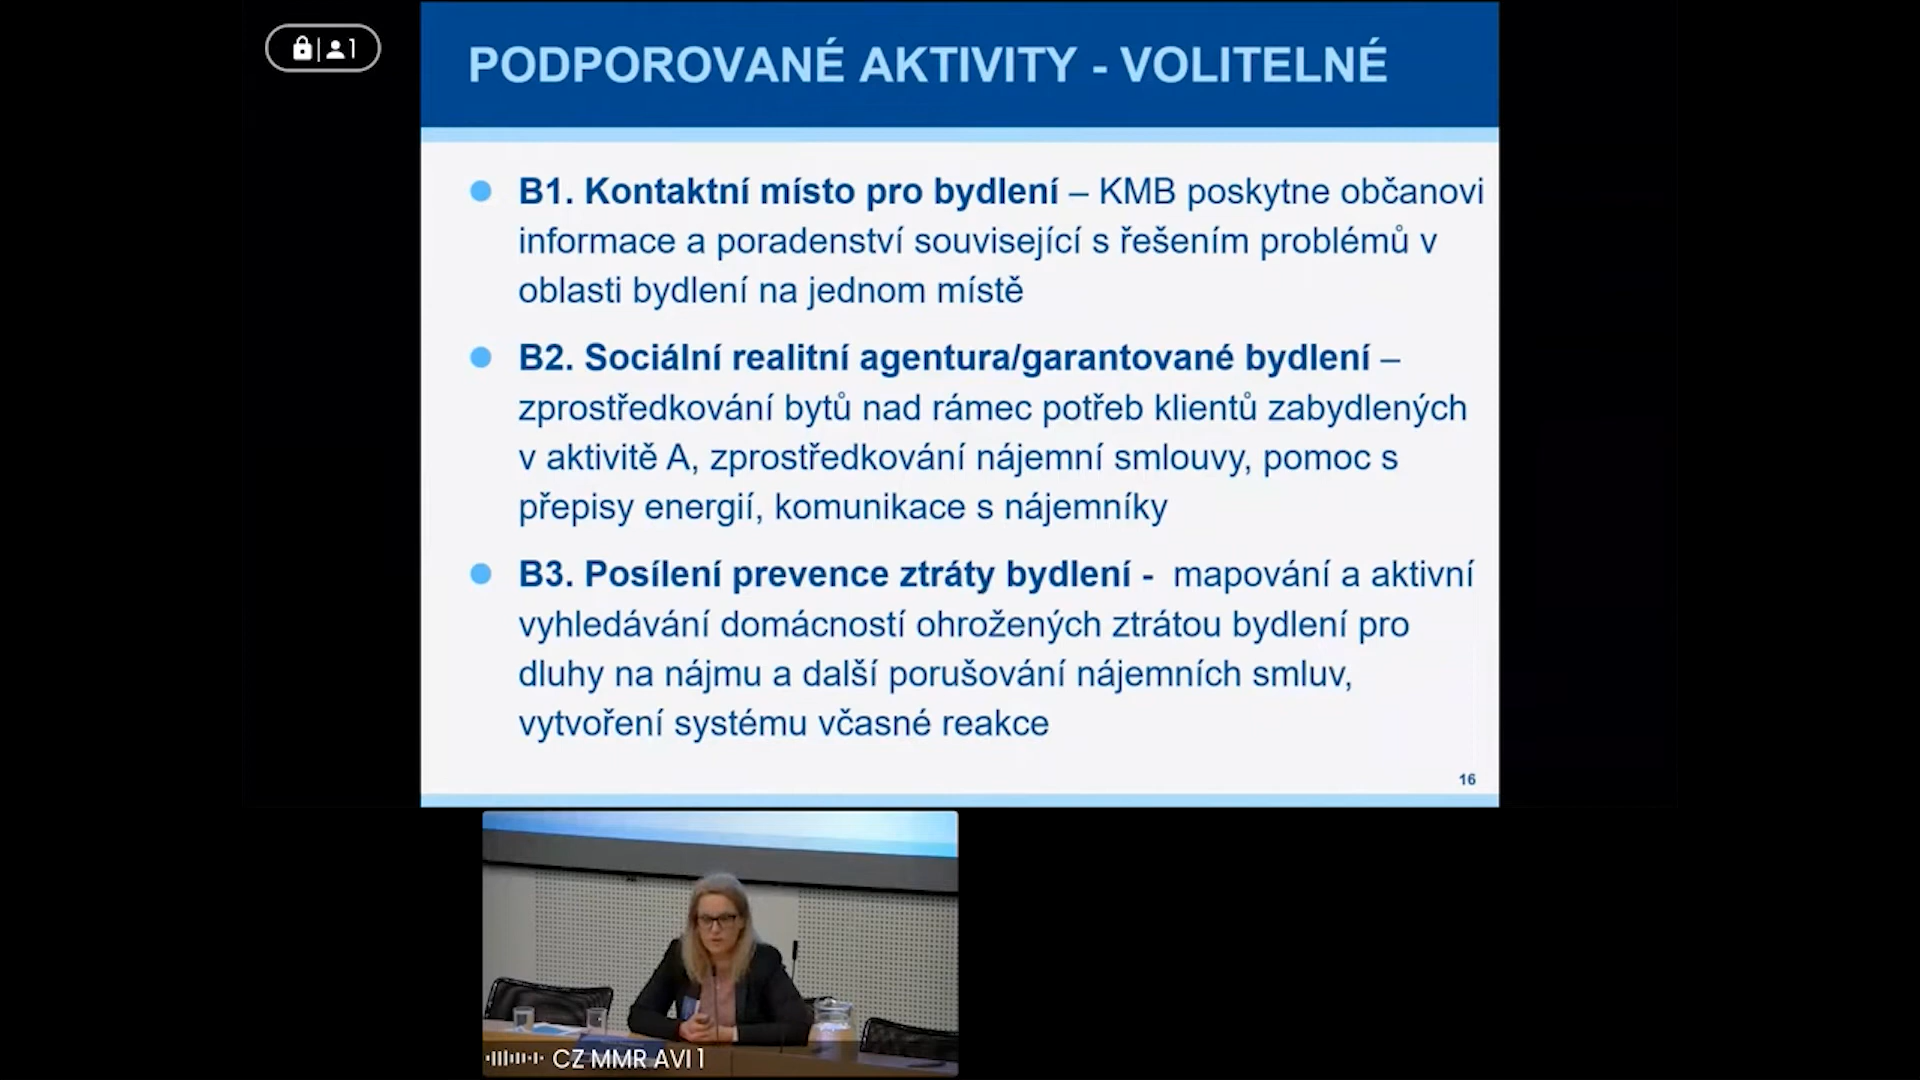 1
PODPOROVANÉ AKTIVITY - VOLITELNÉ
B1. Kontaktní místo pro bydlení – KMB poskytne občanovi
informace a poradenství související s řešením problémů v
oblasti bydlení na jednom místě
B2. Sociální realitní agentura/garantované bydlení –
zprostředkování bytů nad rámec potřeb klientů zabydlených
v aktivitě A, zprostředkování nájemní smlouvy, pomoc s
přepisy energií, komunikace s nájemníky
B3. Posílení prevence ztráty bydlení - mapování a aktivní
vyhledávání domácností ohrožených ztrátou bydlení pro
dluhy na nájmu a další porušování nájemních smluv,
vytvoření systému včasné reakce
16
CZ MMR AVI 1